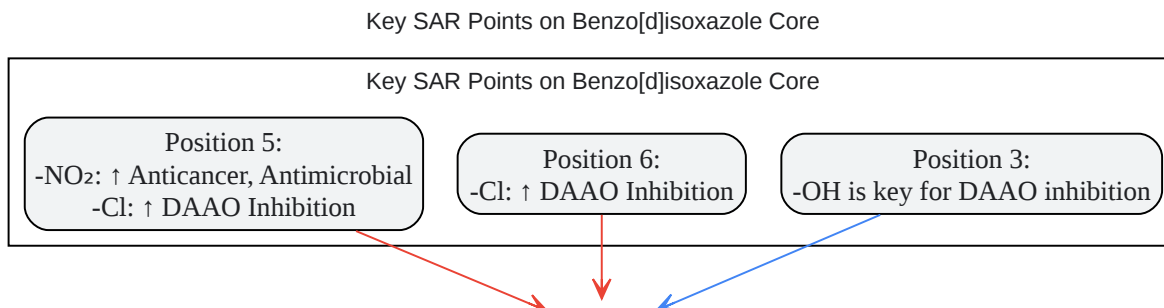 Key SAR Points on Benzo[d]isoxazole Core
Key SAR Points on Benzo[d]isoxazole Core
Position 5:
-NO₂: ↑ Anticancer, Antimicrobial
-Cl: ↑ DAAO Inhibition
Position 6:
-Cl: ↑ DAAO Inhibition
Position 3:
-OH is key for DAAO inhibition